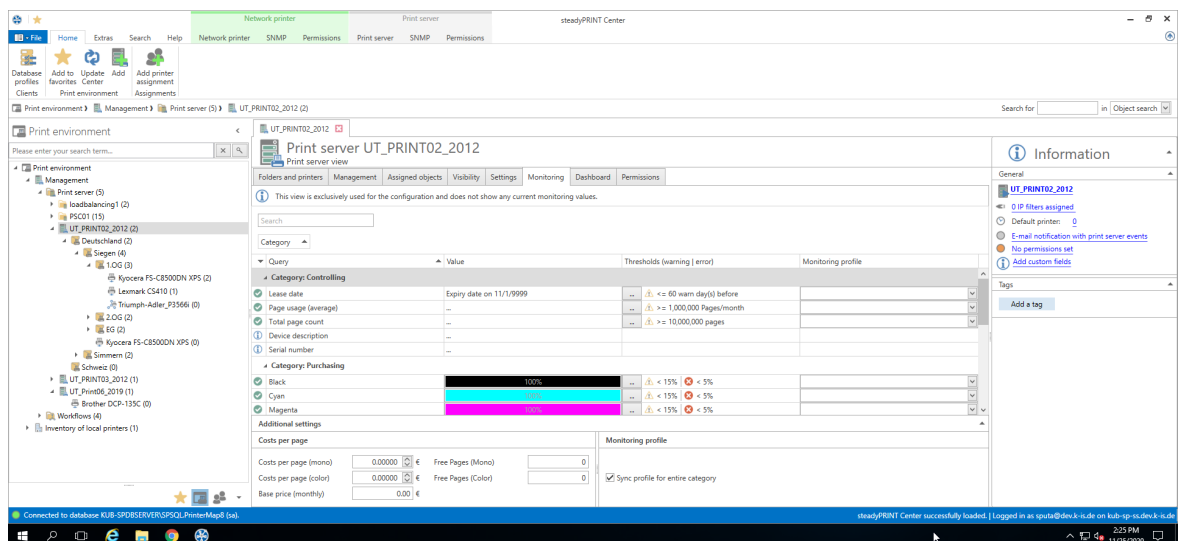 Network printer Print server steadyPRINT Center
File Home Extras Search Help Network printer SNMP Permissions Print server SNMP Permissions
Database profiles Add to favorites Update Center Add Add printer assignment
Clients Print environment Assignments
Print environment Management Print server (5) UT_PRINT02_2012 (2) Search for in Object search
Print environment
Please enter your search term...
Print environment
Management
Print server (5)
loadbalancing1 (2)
PSC01 (15)
UT_PRINT02_2012 (2)
Deutschland (2)
Siegen (4)
1.OG (3)
Kyocera FS-C8500DN XPS (2)
Lexmark CS410 (1)
Triumph-Adler_P3566i (0)
2.OG (2)
EG (2)
Kyocera FS-C8500DN XPS (0)
Simmern (2)
Schweiz (0)
UT_PRINT03_2012 (1)
UT_Print06_2019 (1)
Brother DCP-135C (0)
Workflows (4)
Inventory of local printers (1)
UT_PRINT02_2012
Print server UT_PRINT02_2012
Print server view
Folders and printers Management Assigned objects Visibility Settings Monitoring Dashboard Permissions
This view is exclusively used for the configuration and does not show any current monitoring values.
Search
Category
Query Value Thresholds (warning | error) Monitoring profile
Category: Controlling
Lease date Expiry date on 11/1/9999 ... <= 60 warn day(s) before
Page usage (average) ... ... >= 1,000,000 Pages/month
Total page count ... ... >= 10,000,000 pages
Device description ...
Serial number ...
Category: Purchasing
Black 100% ... < 15% < 5%
Cyan 100% ... < 15% < 5%
Magenta 100% ... < 15% < 5%
Additional settings
Costs per page Monitoring profile
Costs per page (mono) 0.00000 € Free Pages (Mono) 0
Costs per page (color) 0.00000 € Free Pages (Color) 0 Sync profile for entire category
Base price (monthly) 0.00 €
Information
General
UT_PRINT02_2012
0 IP filters assigned
Default printer: 0
E-mail notification with print server events
No permissions set
Add custom fields
Tags
Add a tag
Connected to database KUB-SPDBSERVER\SPSQL.PrinterMap8 (sa). steadyPRINT Center successfully loaded. | Logged in as sputa@dev.k-is.de on kub-sp-ss.dev.k-is.de
2:25 PM
11/25/2020